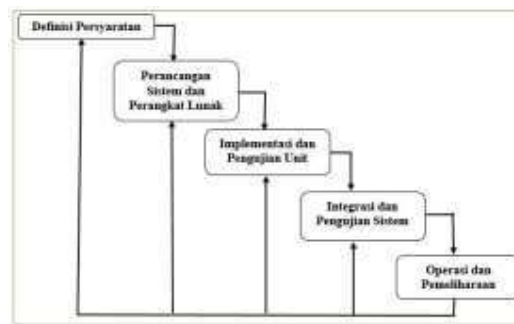 Definisi Persyaratan
Perancangan
Sistem dan
Perangkat Lunak
Implementasi dan
Pengujian Unit
Integrasi dan
Pengujian Sistem
Operasi dan
Pemeliharaan